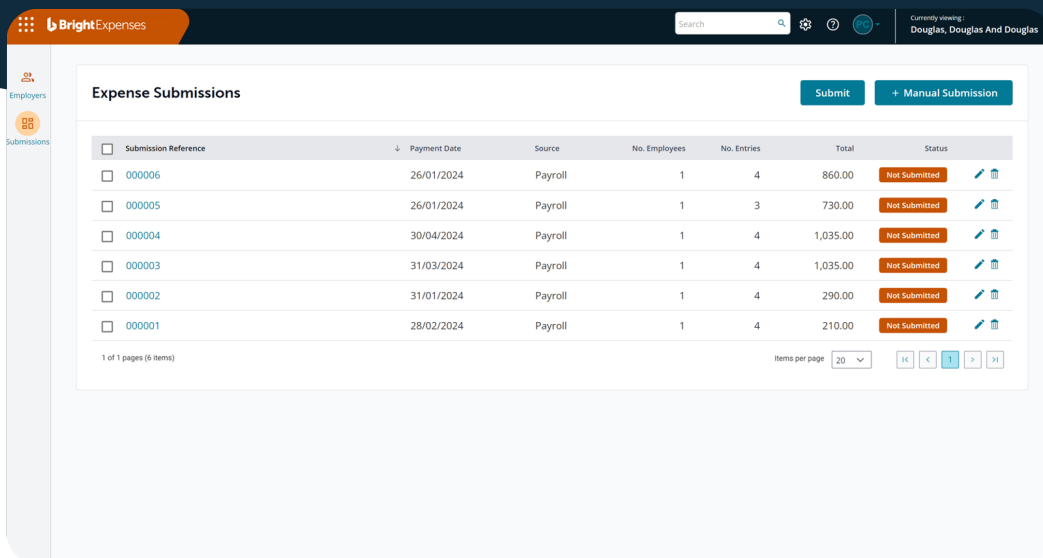 BrightExpenses
Search
PC
Currently viewing :
Douglas, Douglas And Douglas
Employers
Submissions
Expense Submissions
Submit
+ Manual Submission
Submission Reference ↓ Payment Date Source No. Employees No. Entries Total Status
000006 26/01/2024 Payroll 1 4 860.00 Not Submitted
000005 26/01/2024 Payroll 1 3 730.00 Not Submitted
000004 30/04/2024 Payroll 1 4 1,035.00 Not Submitted
000003 31/03/2024 Payroll 1 4 1,035.00 Not Submitted
000002 31/01/2024 Payroll 1 4 290.00 Not Submitted
000001 28/02/2024 Payroll 1 4 210.00 Not Submitted
1 of 1 pages (6 items)
Items per page 20
1